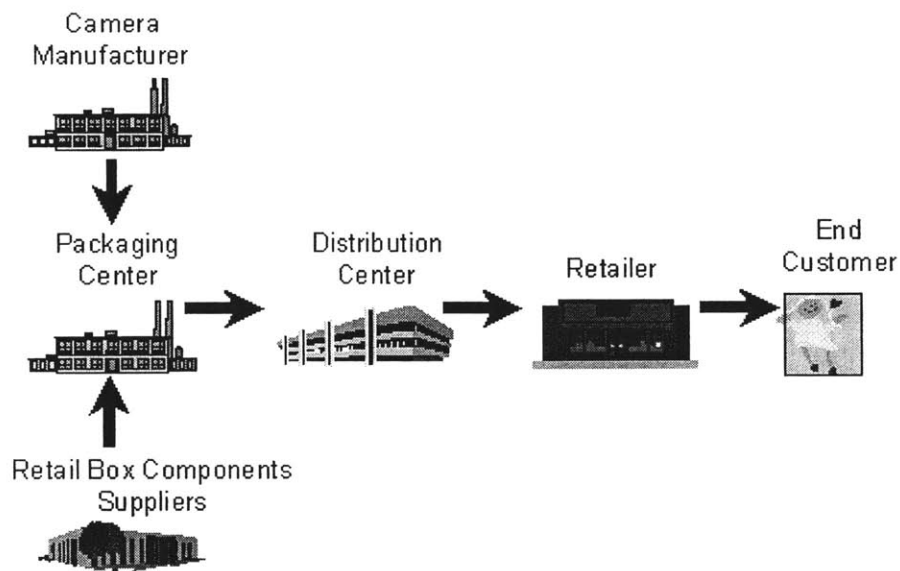 Camera
Manufacturer
Packaging
Center
Distribution
Center
Retailer
End
Customer
Retail Box Components
Suppliers